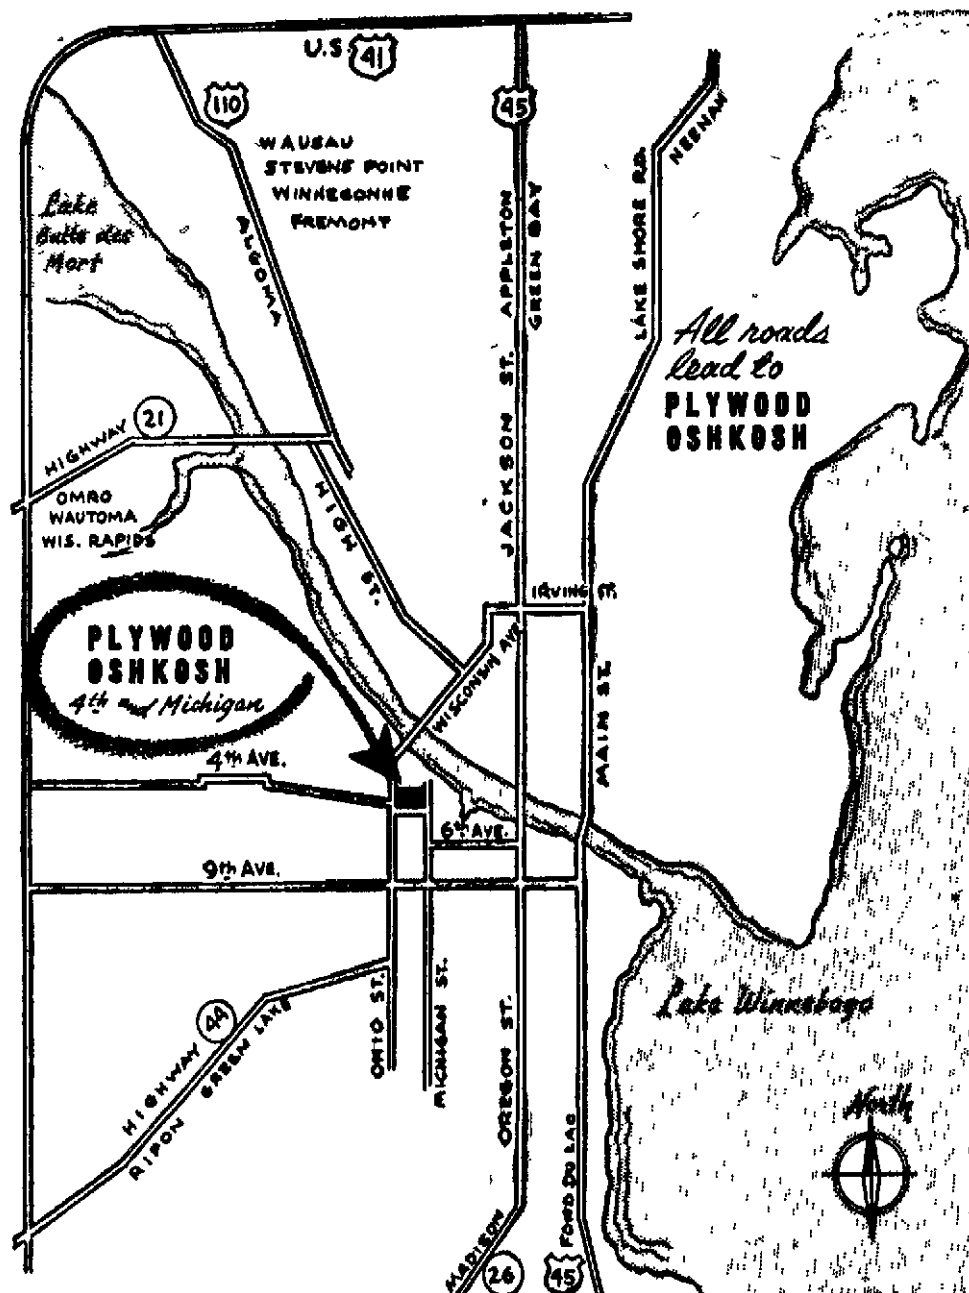 U.S. 41
110
45
WAUSAU
STEVENS POINT
WINNECONNE
FREMONT
ALGOMA
Lake
Butte des
Mort
APPLETON
GREEN BAY
JACKSON ST.
LAKE SHORE RD.
NEENAH
All roads
lead to
PLYWOOD
OSHKOSH
HIGHWAY 21
OMRO
WAUTOMA
WIS. RAPIDS
HIGH ST.
IRVING ST.
WISCONSIN AVE
MAIN ST.
PLYWOOD
OSHKOSH
4th and Michigan
4th AVE.
6th AVE.
9th AVE.
HIGHWAY 44
RIPON GREEN LAKE
OHIO ST.
MICHIGAN ST.
OREGON ST.
FOND DU LAC
Lake Winnebago
North
MADISON
26
45